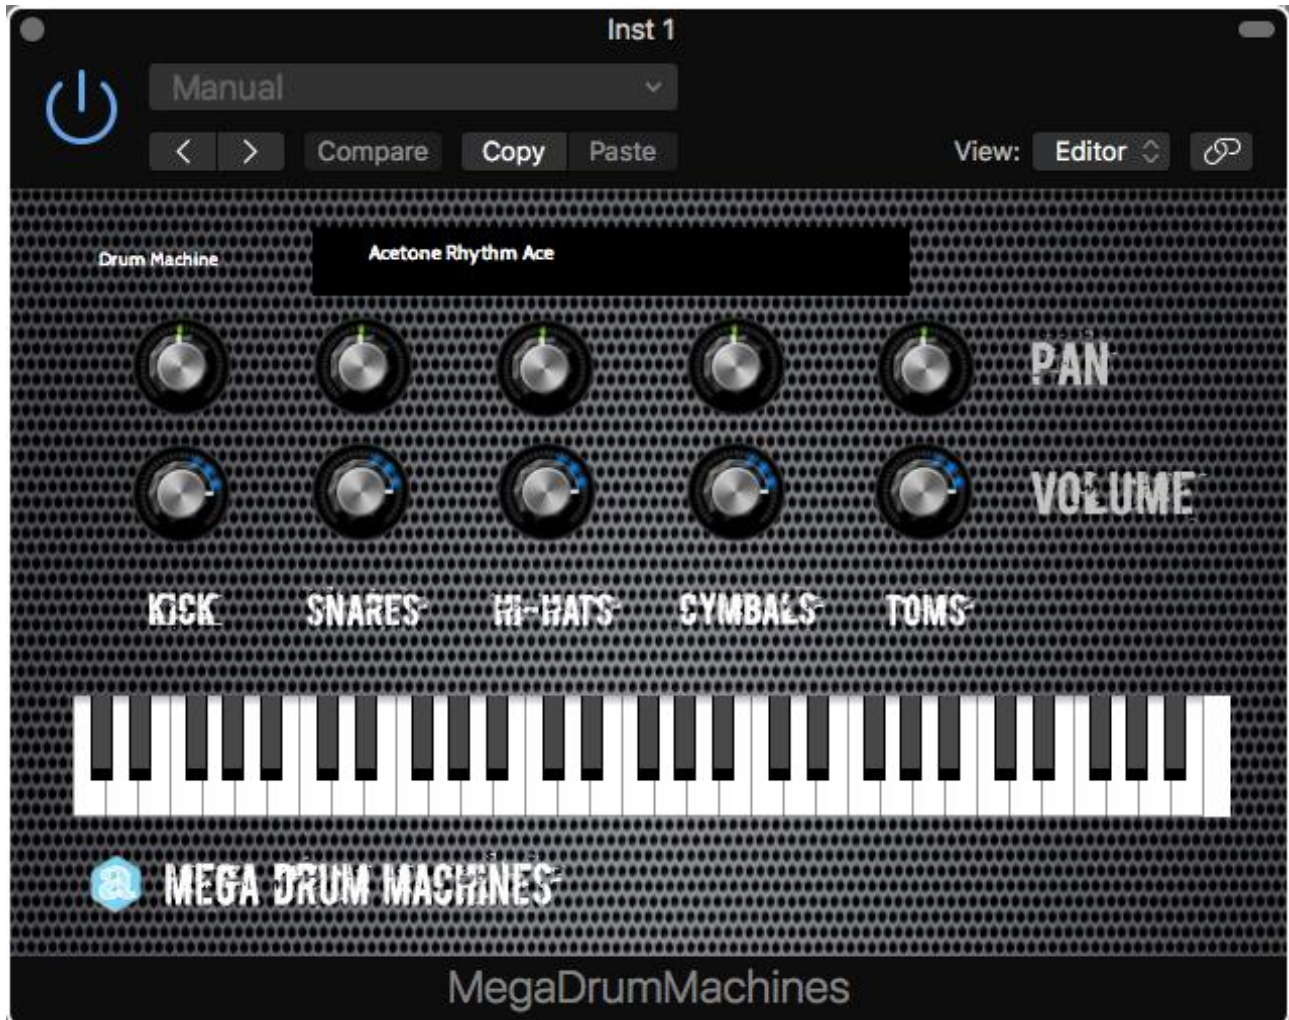 Inst 1
Manual
Compare Copy Paste View: Editor
Drum Machine Acetone Rhythm Ace
PAN
VOLUME
KICK SNARES HI-HATS CYMBALS TOMS
a MEGA DRUM MACHINES
MegaDrumMachines